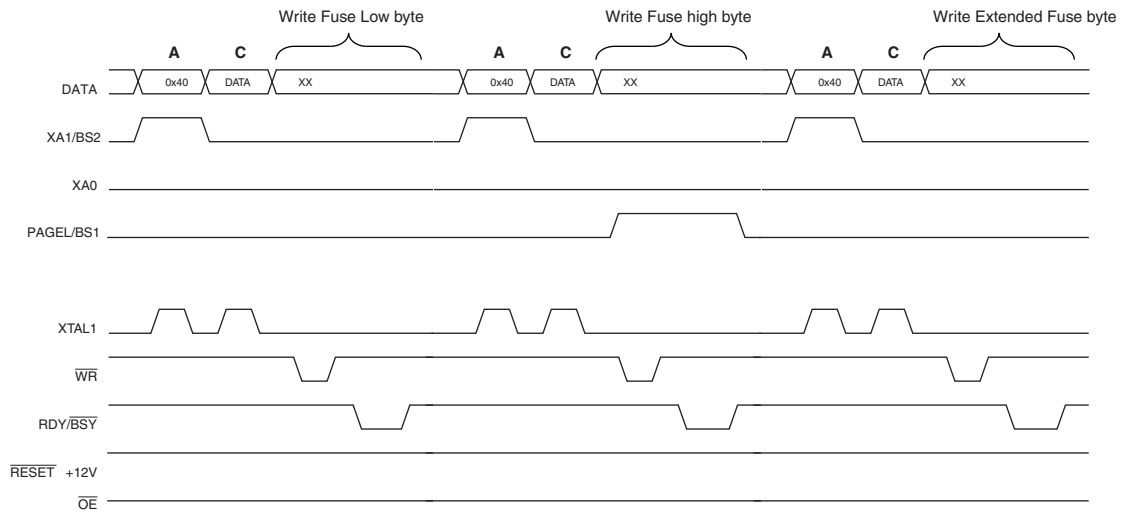 Write Fuse Low byte Write Fuse high byte Write Extended Fuse byte
A C A C A C
DATA 0x40 DATA XX 0x40 DATA XX 0x40 DATA XX
XA1/BS2
XA0
PAGEL/BS1
XTAL1
WR
RDY/BSY
RESET +12V
OE